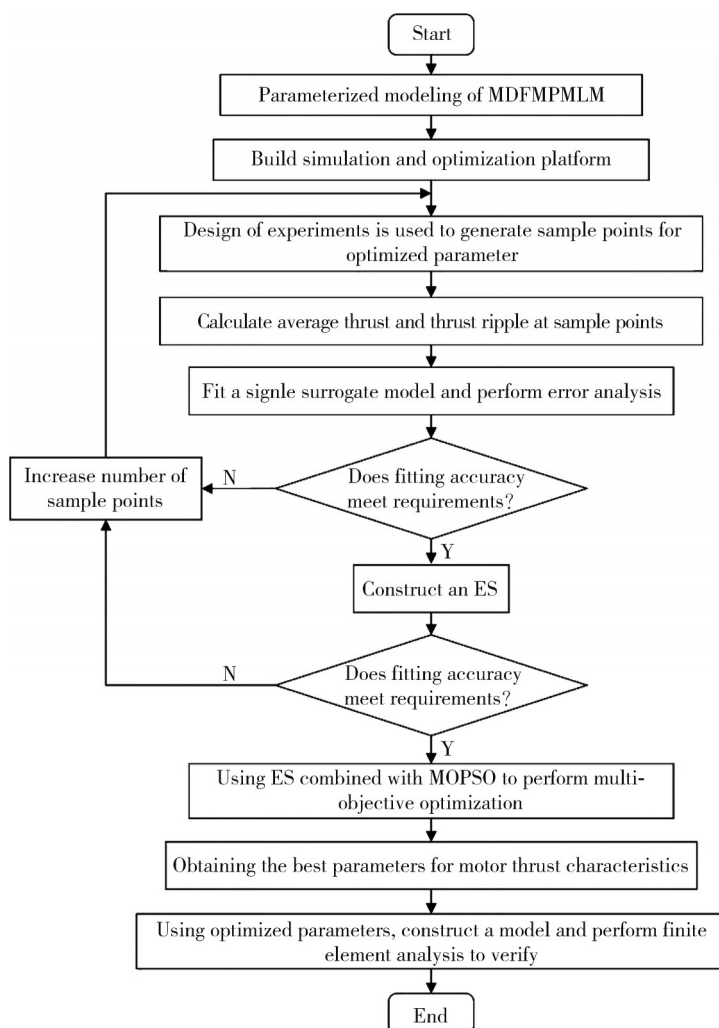 Start
Parameterized modeling of MDFMPMLM
Build simulation and optimization platform
Design of experiments is used to generate sample points for
optimized parameter
Calculate average thrust and thrust ripple at sample points
Fit a signle surrogate model and perform error analysis
Increase number of
sample points
N
Does fitting accuracy
meet requirements?
Y
Construct an ES
N
Does fitting accuracy
meet requirements?
Y
Using ES combined with MOPSO to perform multi-
objective optimization
Obtaining the best parameters for motor thrust characteristics
Using optimized parameters, construct a model and perform finite
element analysis to verify
End